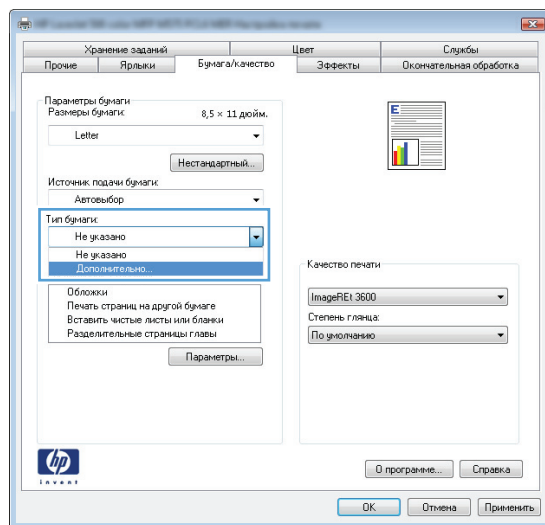 Хранение заданий
Цвет
Службы
Прочие
Ярлыки
Бумага/качество
Эффекты
Окончательная обработка
Параметры бумаги
Размеры бумаги:
8,5 × 11 дюйм.
Letter
Нестандартный...
Источник подачи бумаги:
Автовыбор
Тип бумаги:
Не указано
Не указано
Дополнительно...
Обложки
Печать страниц на другой бумаге
Вставить чистые листы или бланки
Разделительные страницы главы
Параметры...
E
Качество печати
ImageREt 3600
Степень глянца:
По умолчанию
hp
invent
О программе...
Справка
OK
Отмена
Применить